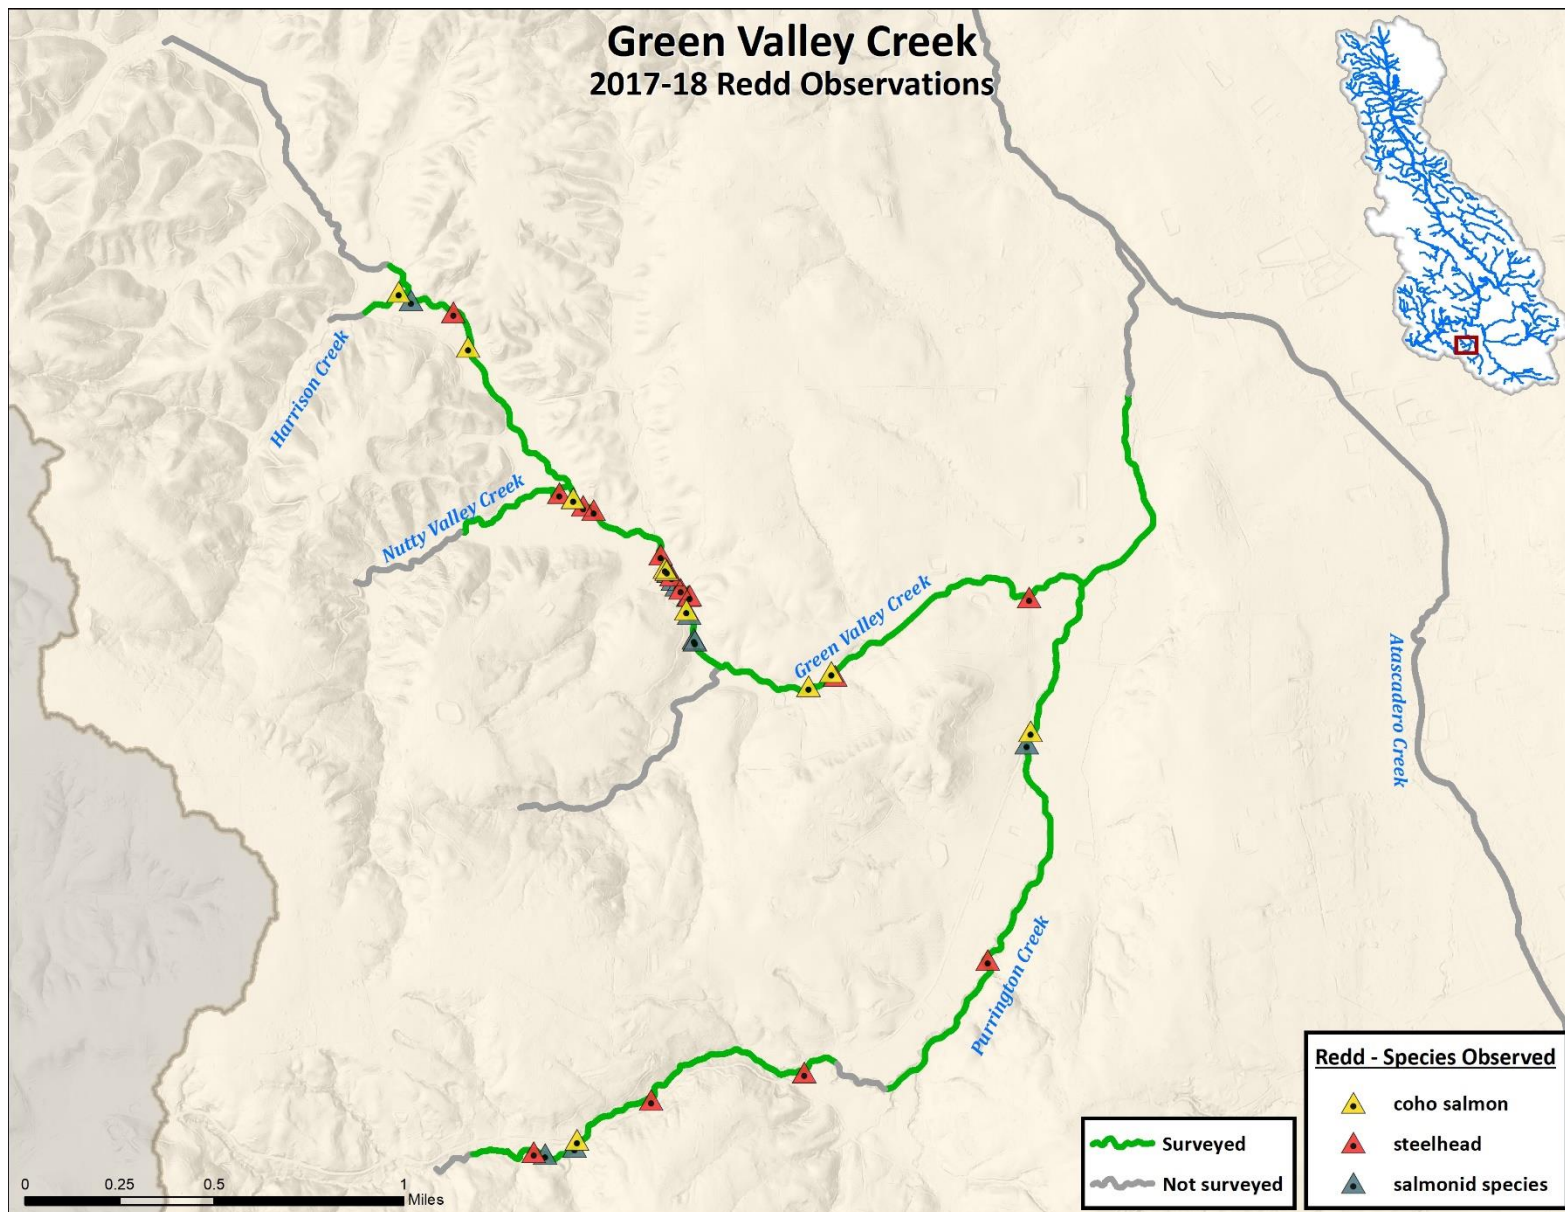 Green Valley Creek
2017-18 Redd Observations
Harrison Creek
Nutty Valley Creek
Green Valley Creek
Atascadero Creek
Purrington Creek
Redd - Species Observed
coho salmon
steelhead
salmonid species
Surveyed
Not surveyed
0 0.25 0.5 1
Miles